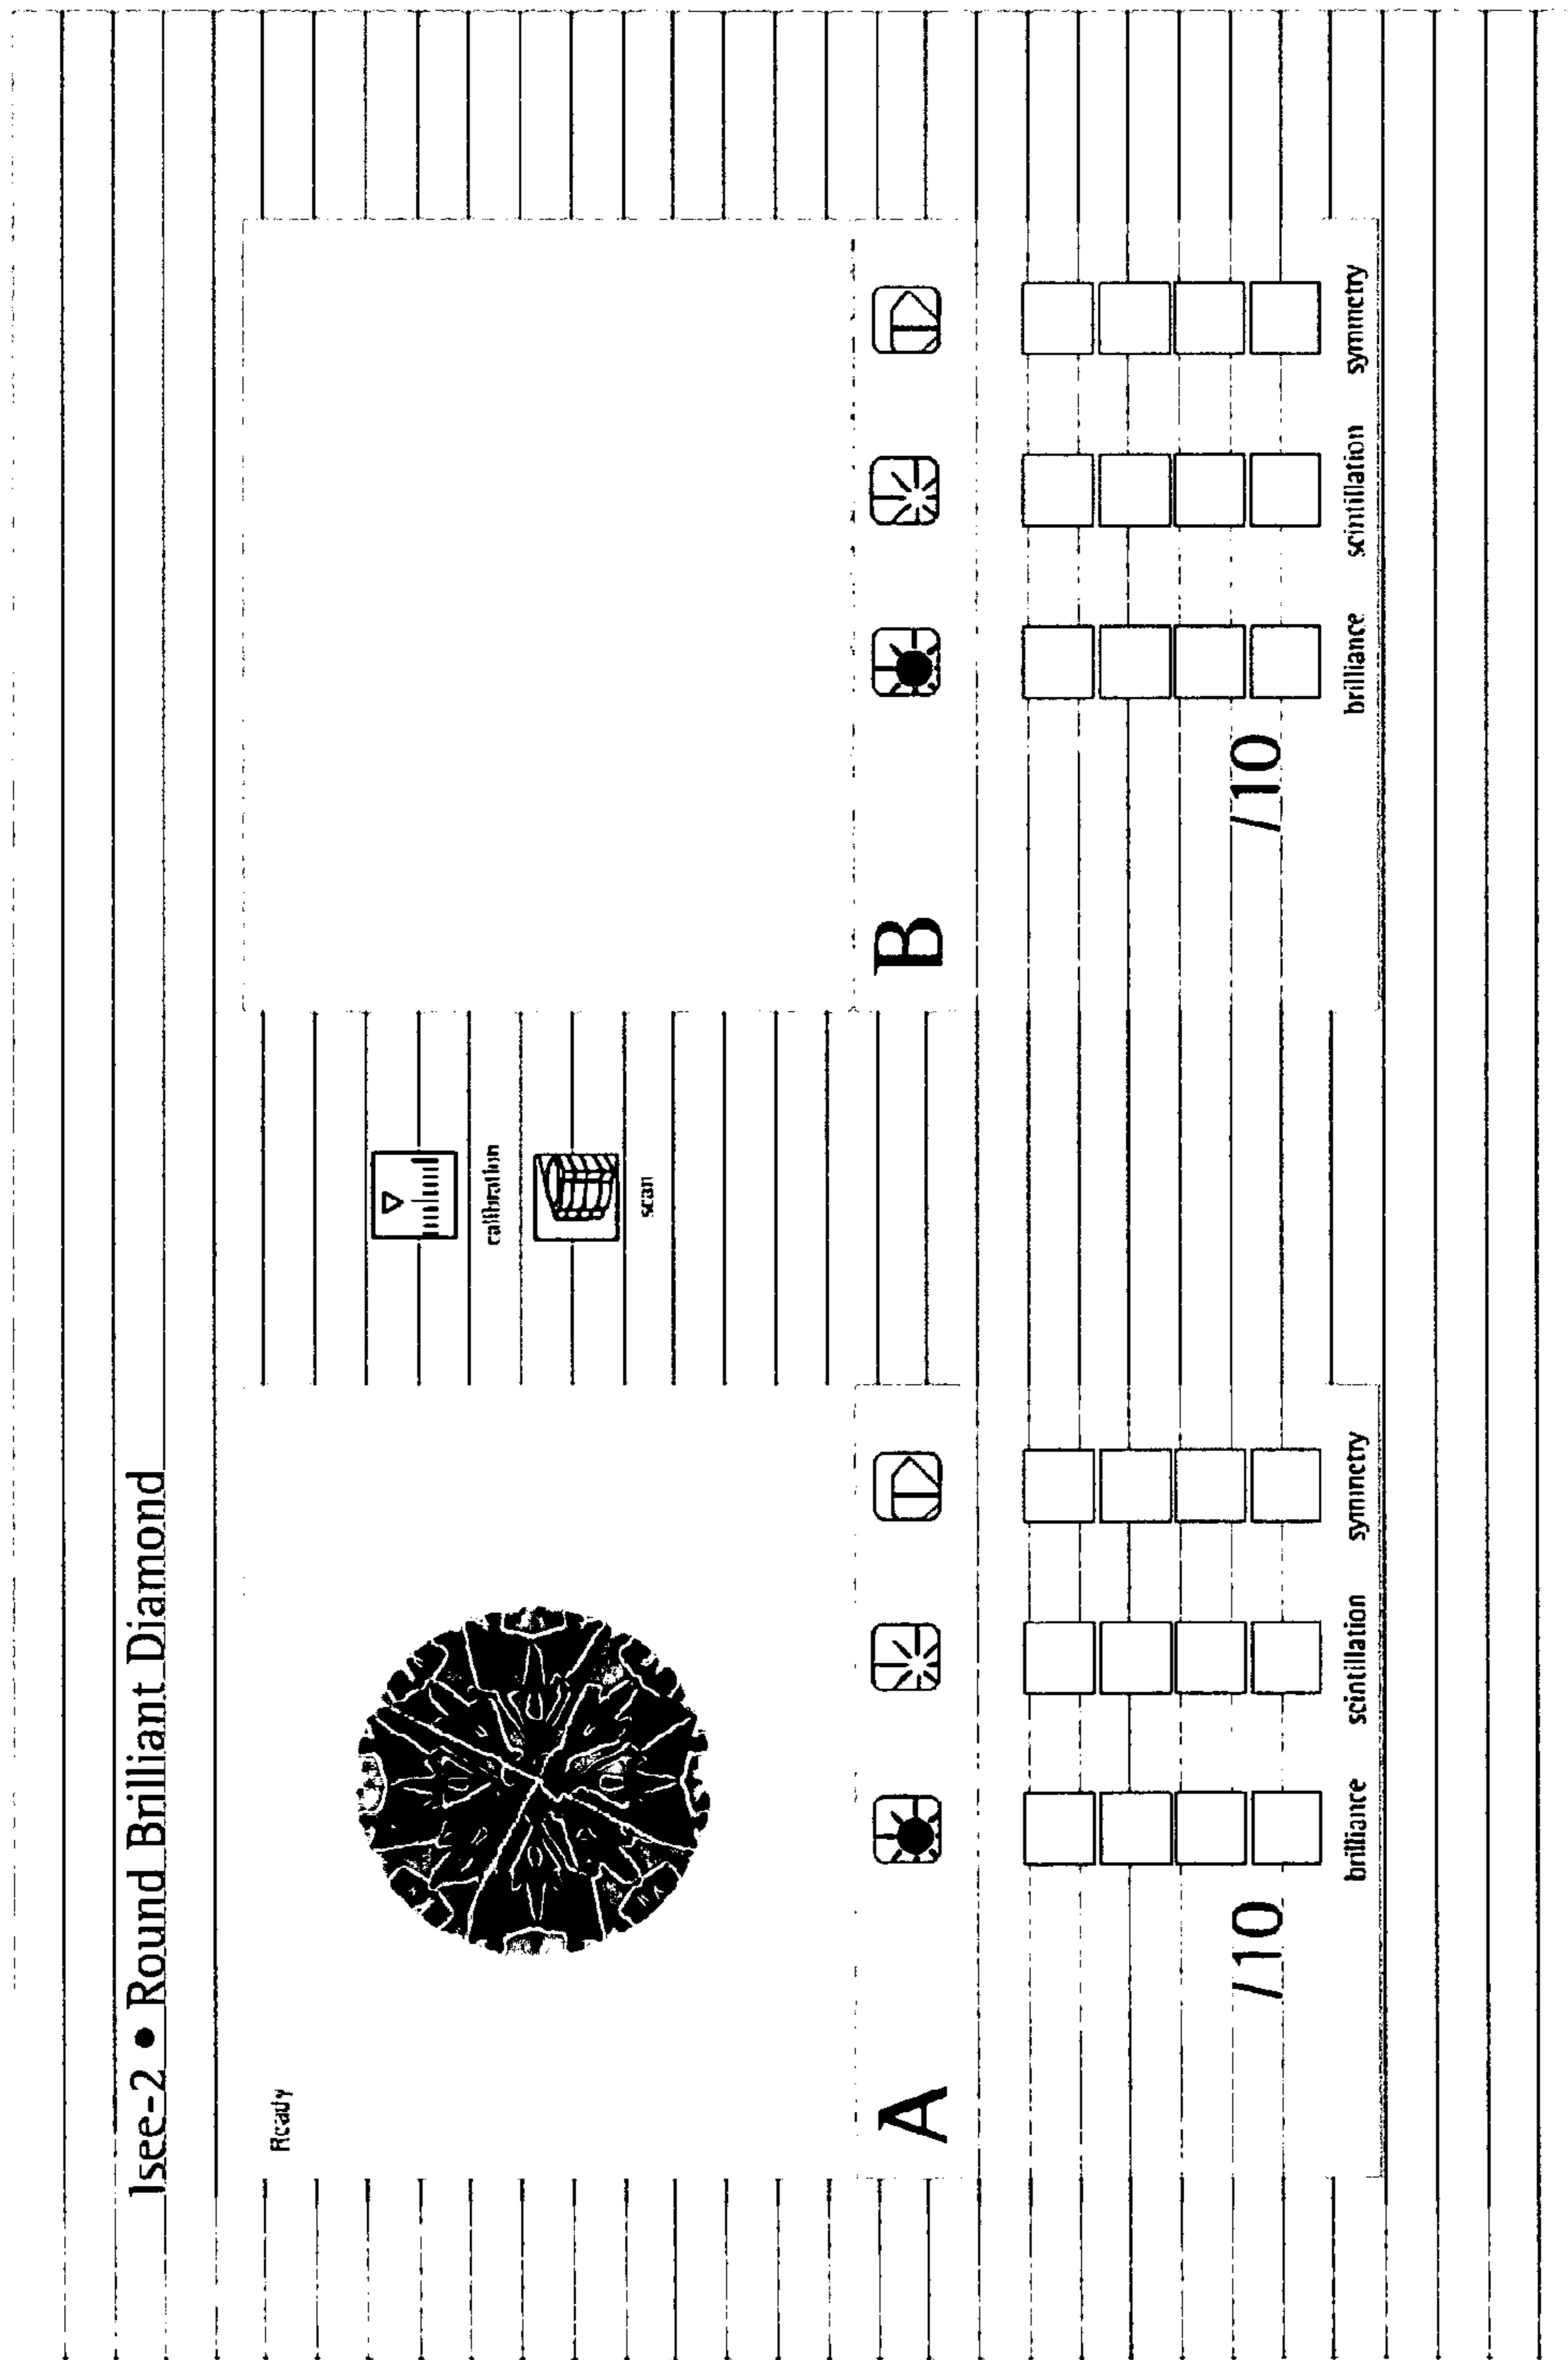 Isee-2 • Round Brilliant Diamond
Ready
calibration
scan
A
B
/10
brilliance scintillation symmetry
/10
brilliance scintillation symmetry